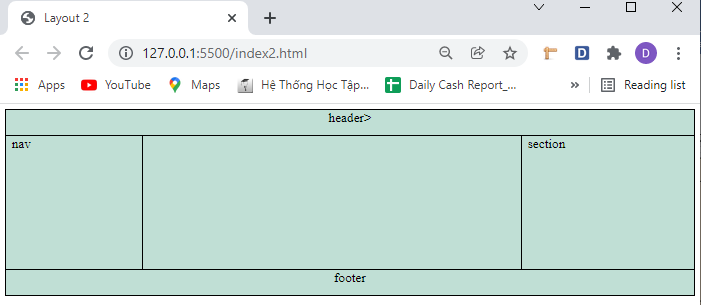 Layout 2
127.0.0.1:5500/index2.html
D
D
Apps
YouTube
Maps
Hệ Thống Học Tập...
Daily Cash Report_...
»
Reading list
header>
nav
section
footer